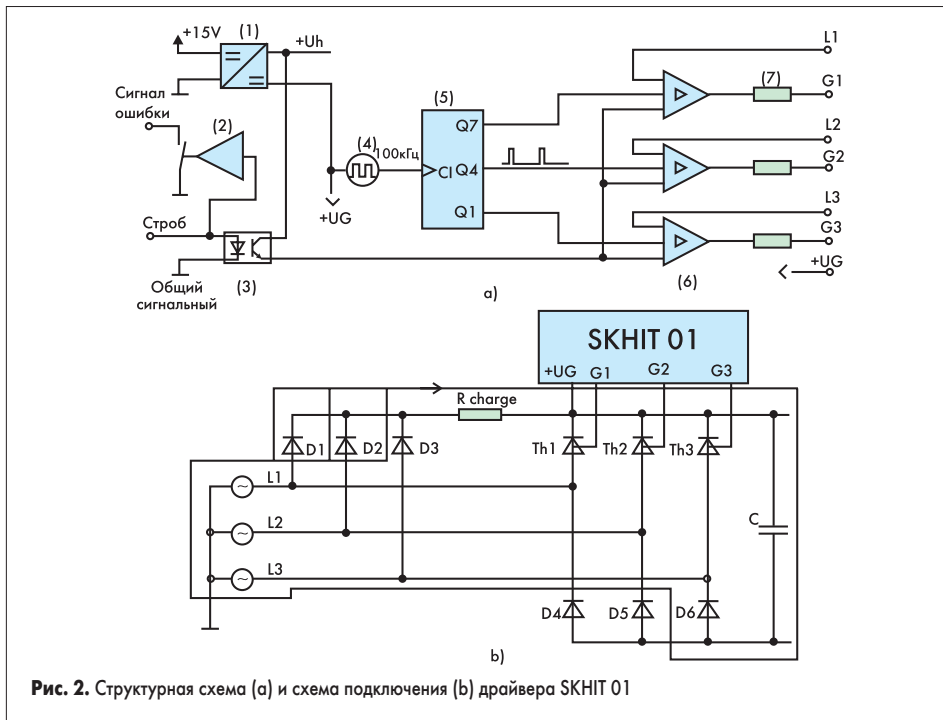 +15V
(1)
+Uh
Сигнал
ошибки
(2)
(4)
100кГц
(5)
Q7
CI
Q4
Q1
+UG
Строб
(3)
Общий
сигнальный
L1
(7)
G1
L2
G2
L3
G3
+UG
(6)
a)
SKHIT 01
+UG
G1
G2
G3
R charge
D1
D2
D3
Th1
Th2
Th3
L1
L2
L3
C
~
~
~
D4
D5
D6
b)
Рис. 2. Структурная схема (a) и схема подключения (b) драйвера SKHIT 01